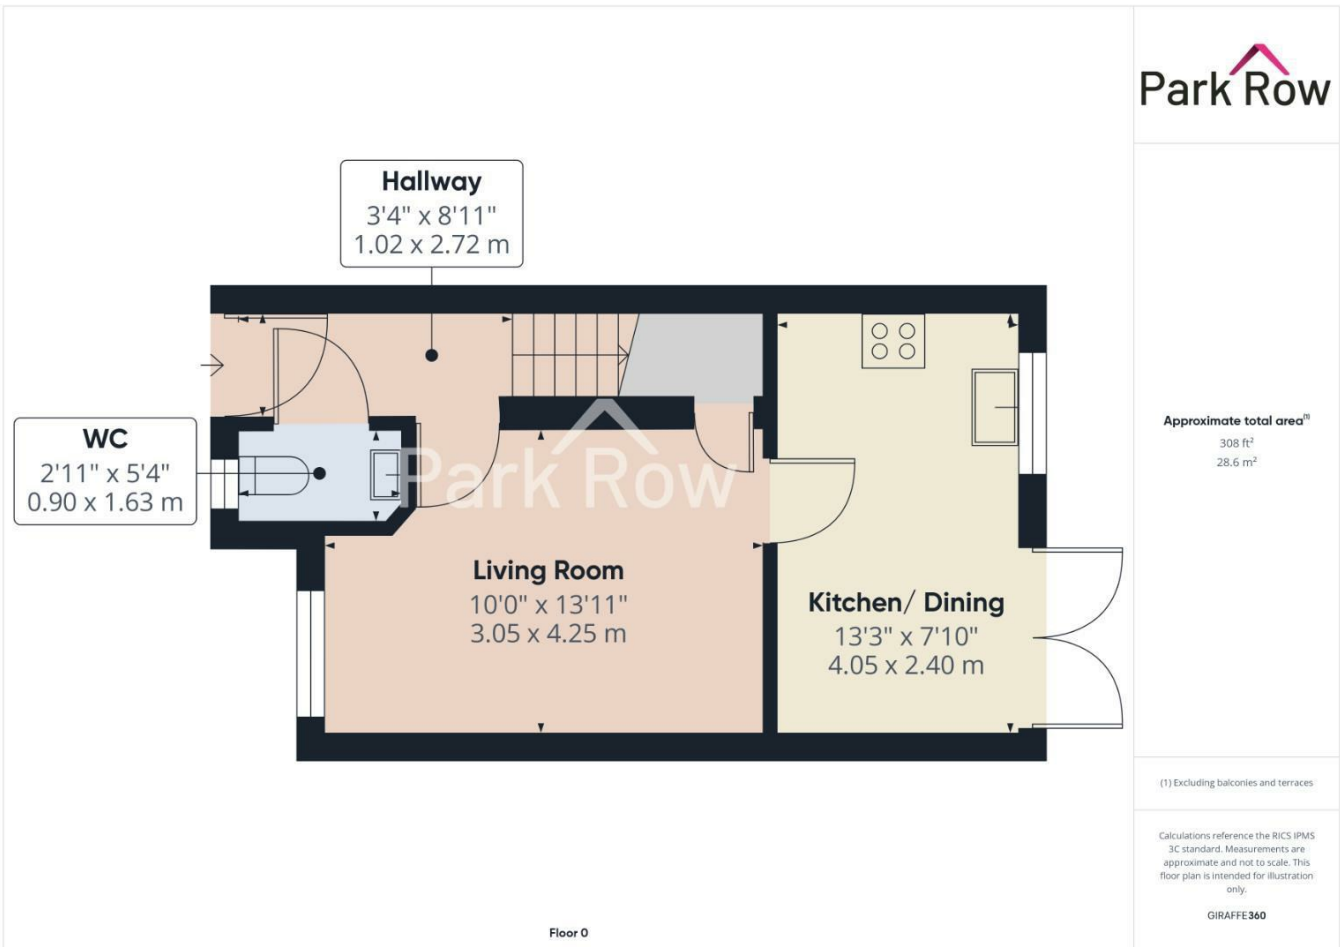 Park Row
Hallway
3'4" x 8'11"
1.02 x 2.72 m
WC
2'11" x 5'4"
0.90 x 1.63 m
Park Row
Living Room
10'0" x 13'11"
3.05 x 4.25 m
Kitchen/ Dining
13'3" x 7'10"
4.05 x 2.40 m
Floor 0
Approximate total area⁽¹⁾
308 ft²
28.6 m²
(1) Excluding balconies and terraces
Calculations reference the RICS IPMS
3C standard. Measurements are
approximate and not to scale. This
floor plan is intended for illustration
only.
GIRAFFE360